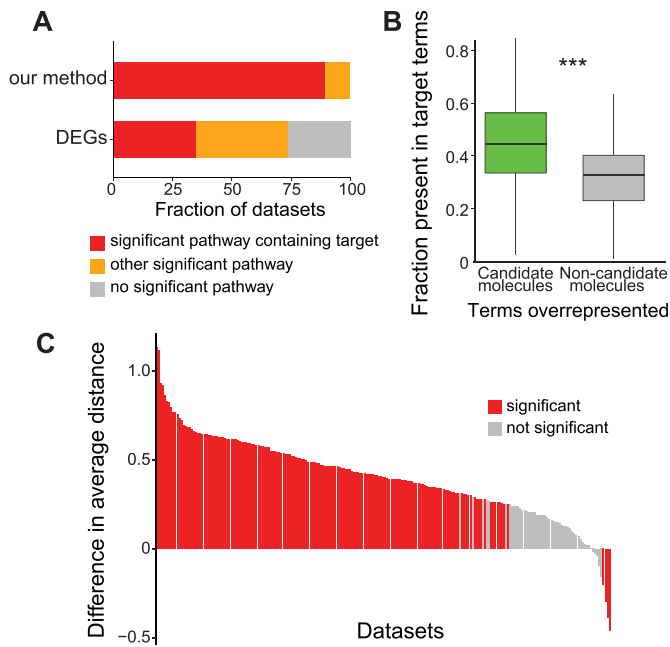 A
our method
DEGs
0
25
50
75
100
Fraction of datasets
significant pathway containing target
other significant pathway
no significant pathway
B
Fraction present in target terms
0.8
0.6
0.4
0.2
0
***
Candidate
molecules
Non-candidate
molecules
Terms overrepresented
C
Difference in average distance
1.0
0.5
0
−0.5
significant
not significant
Datasets